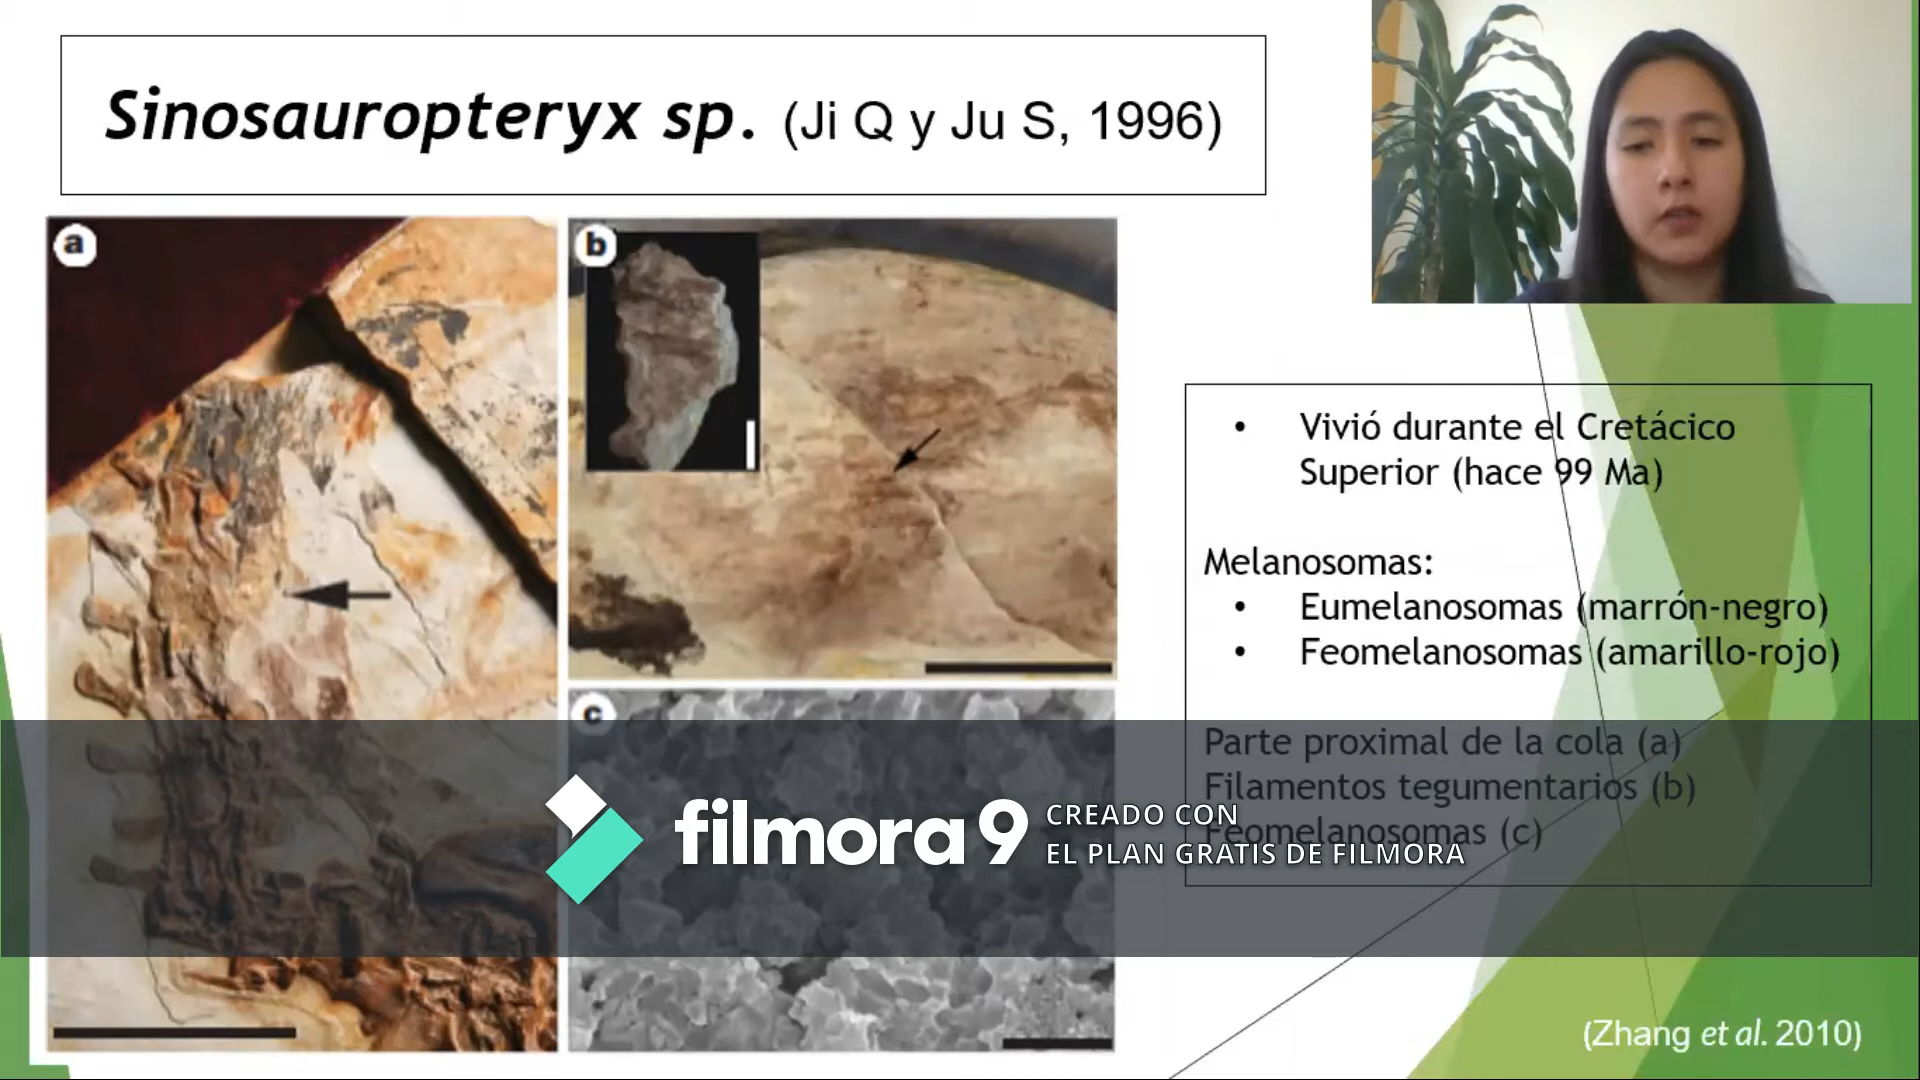 Sinosauropteryx sp. (Ji Q y Ju S, 1996)
a
b
c
• Vivió durante el Cretácico
Superior (hace 99 Ma)
Melanosomas:
• Eumelanosomas (marrón-negro)
• Feomelanosomas (amarillo-rojo)
Parte proximal de la cola (a)
Filamentos tegumentarios (b)
Feomelanosomas (c)
filmora 9
CREADO CON
EL PLAN GRATIS DE FILMORA
(Zhang et al. 2010)